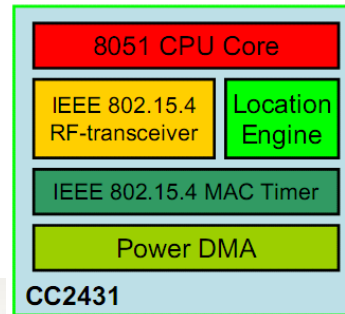 8051 CPU Core
IEEE 802.15.4
RF-transceiver
Location
Engine
IEEE 802.15.4 MAC Timer
Power DMA
CC2431